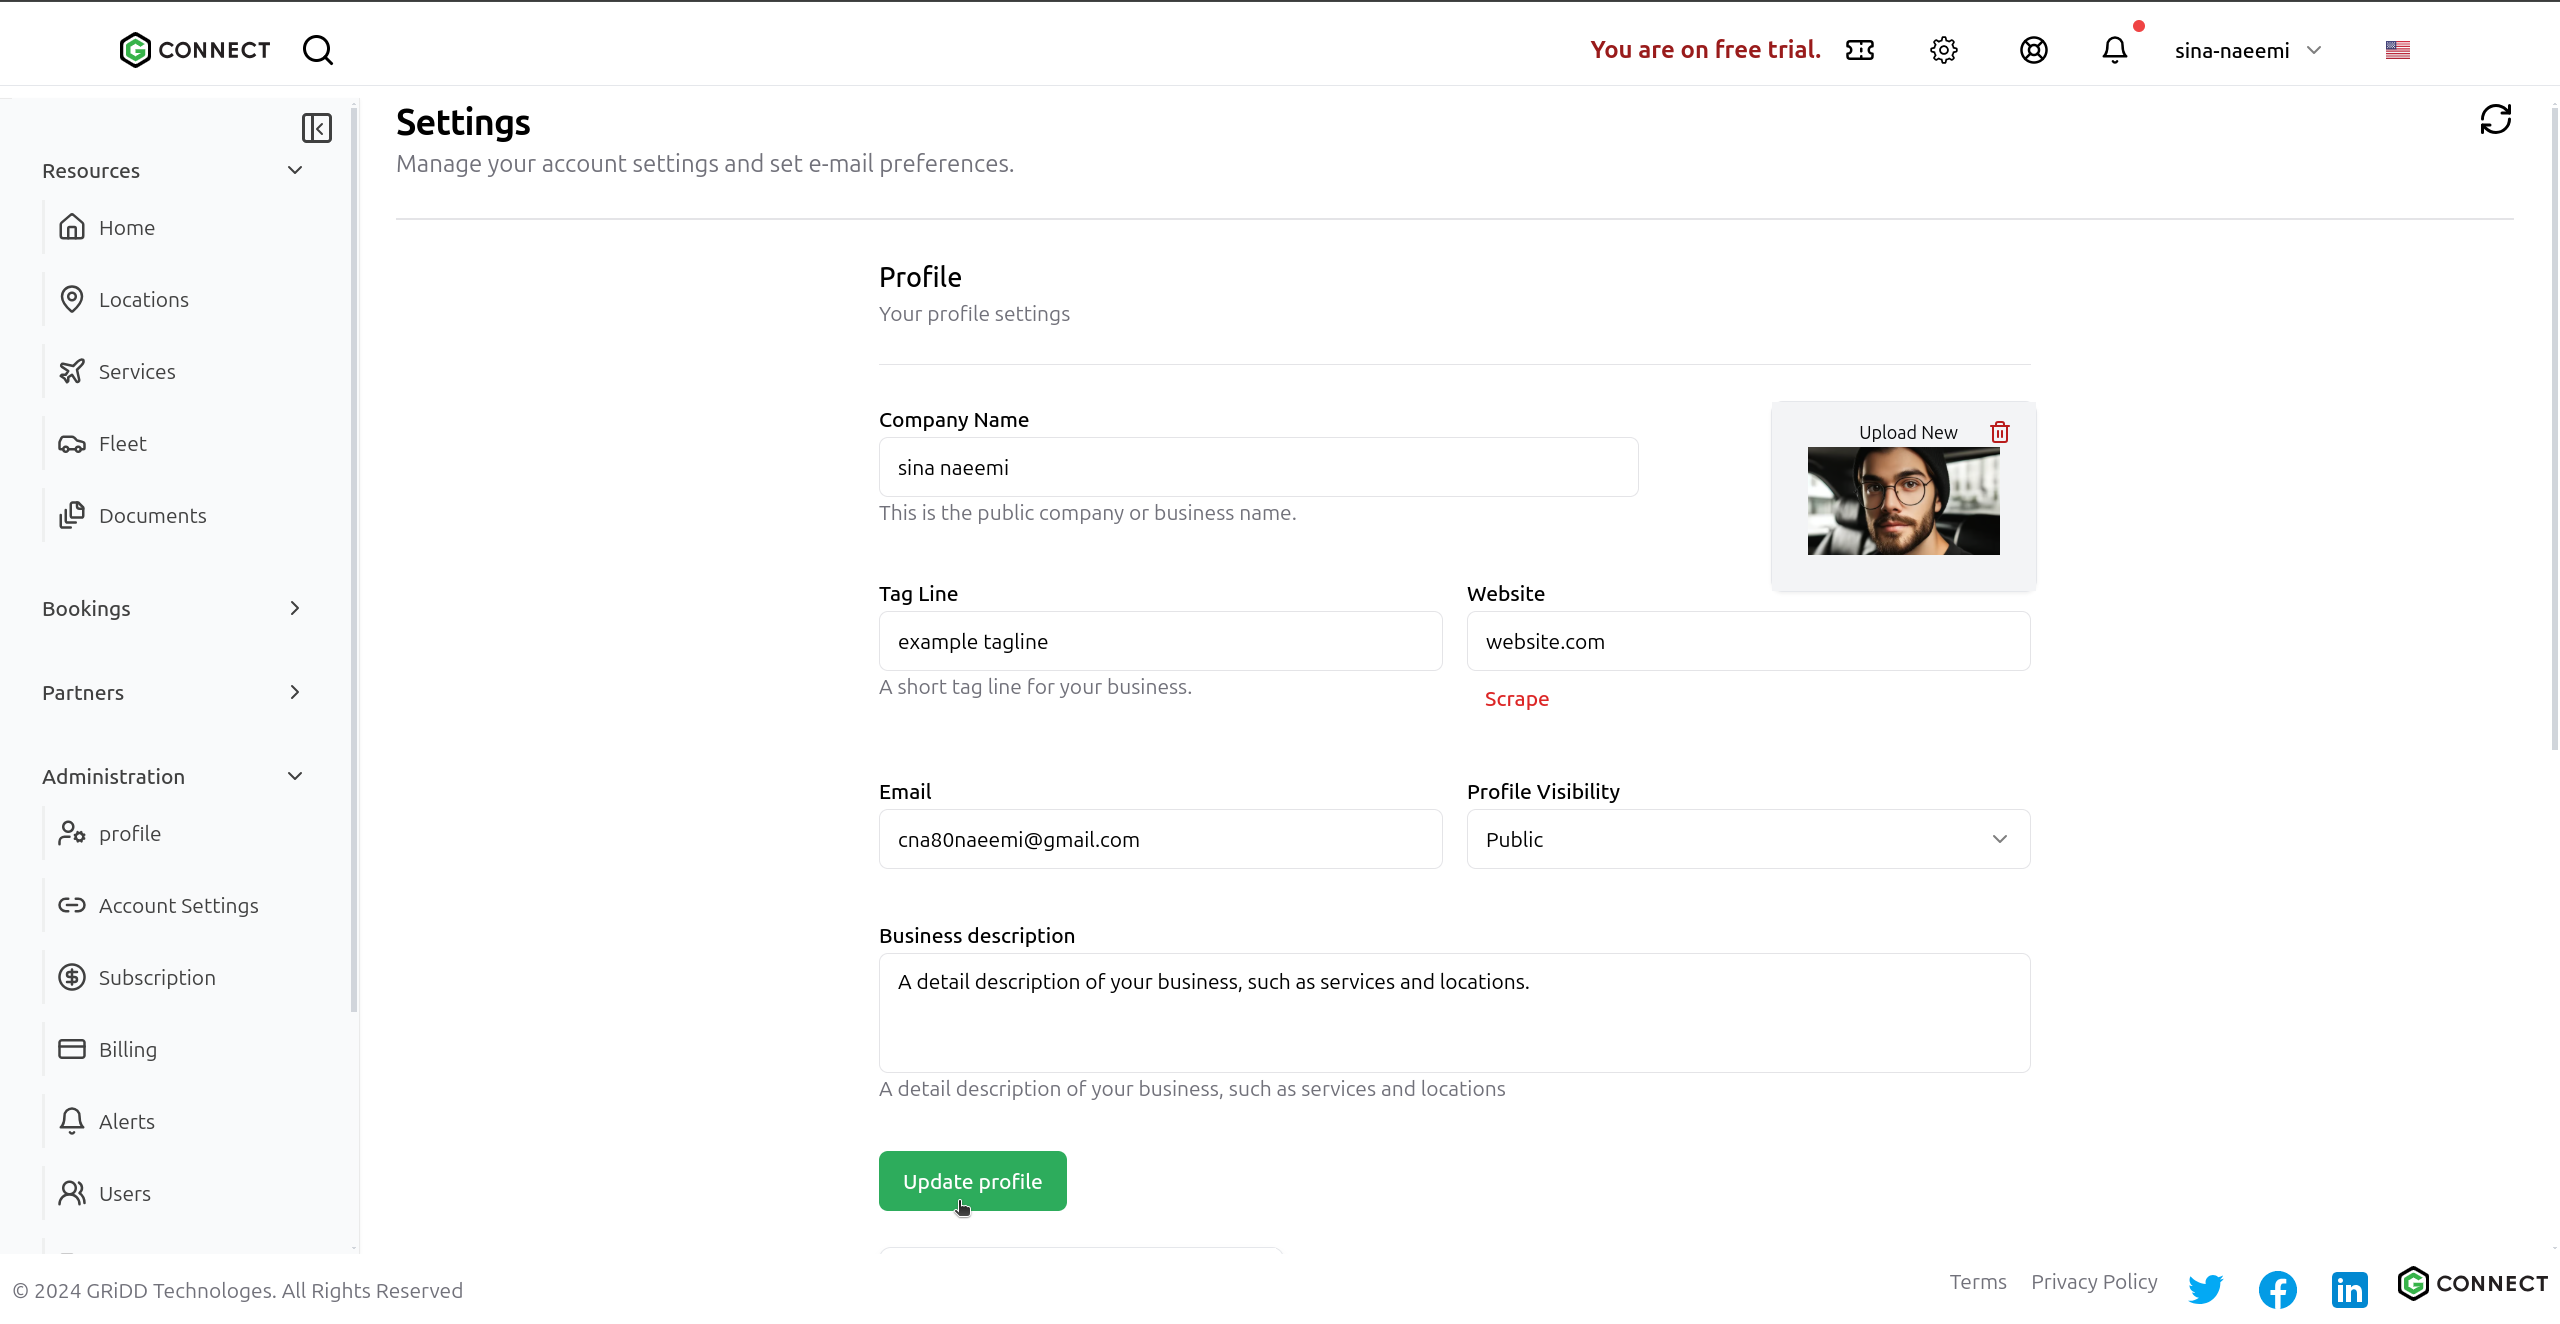 CONNECT
You are on free trial.
sina-naeemi
Resources
Home
Locations
Services
Fleet
Documents
Bookings
Partners
Administration
profile
Account Settings
Subscription
Billing
Alerts
Users
Settings
Manage your account settings and set e-mail preferences.
Profile
Your profile settings
Company Name
sina naeemi
This is the public company or business name.
Upload New
Tag Line
example tagline
A short tag line for your business.
Website
website.com
Scrape
Email
cna80naeemi@gmail.com
Profile Visibility
Public
Business description
A detail description of your business, such as services and locations.
A detail description of your business, such as services and locations
Update profile
© 2024 GRiDD Technologes. All Rights Reserved
Terms
Privacy Policy
in
CONNECT